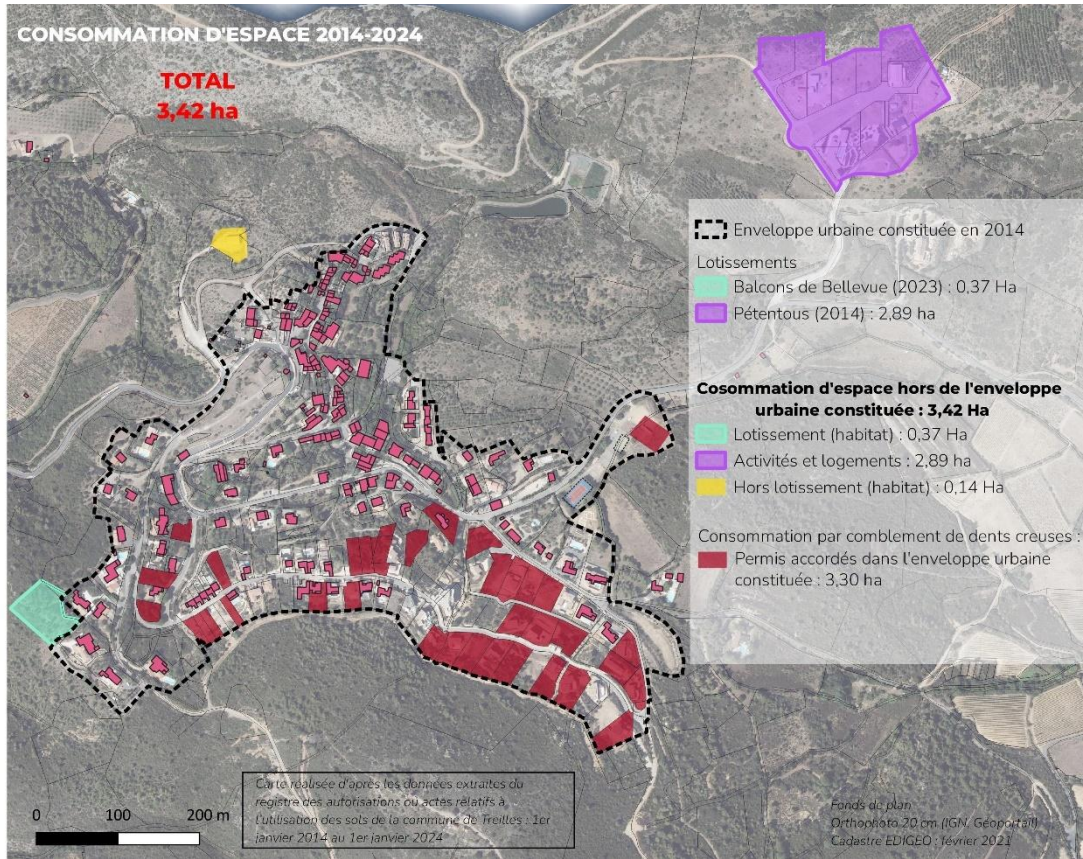 CONSOMMATION D'ESPACE 2014-2024
TOTAL
3,42 ha
Enveloppe urbaine constituée en 2014
Lotissements
Balcons de Bellevue (2023) : 0,37 Ha
Pétentous (2014) : 2,89 ha
Cosommation d'espace hors de l'enveloppe
urbaine constituée : 3,42 Ha
Lotissement (habitat) : 0,37 Ha
Activités et logements : 2,89 ha
Hors lotissement (habitat) : 0,14 Ha
Consommation par comblement de dents creuses :
Permis accordés dans l'enveloppe urbaine
constituée : 3,30 ha
0 100 200 m
Carte réalisée d'après les données extraites du
registre des autorisations ou actes rélatifs à
l'utilisation des sols de la commune de Treilles : 1er
janvier 2014 au 1er janvier 2024
Fonds de plan
Orthophoto 20 cm (IGN, Géoportail)
Cadastre EDIGEO : février 2021